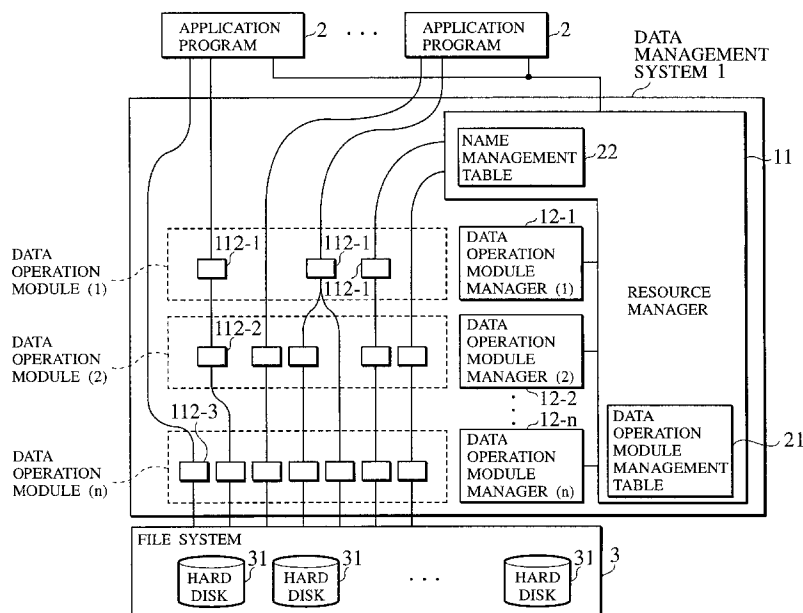 APPLICATION
PROGRAM
2
. . .
APPLICATION
PROGRAM
2
DATA
MANAGEMENT
SYSTEM 1
NAME
MANAGEMENT
TABLE
22
11
112-1
112-1
112-1
DATA
OPERATION
MODULE (1)
12-1
DATA
OPERATION
MODULE
MANAGER (1)
RESOURCE
MANAGER
112-2
DATA
OPERATION
MODULE (2)
DATA
OPERATION
MODULE
MANAGER (2)
12-2
112-3
DATA
OPERATION
MODULE (n)
12-n
DATA
OPERATION
MODULE
MANAGER (n)
DATA
OPERATION
MODULE
MANAGEMENT
TABLE
21
FILE SYSTEM
3
HARD
DISK
31
HARD
DISK
31
. . .
HARD
DISK
31